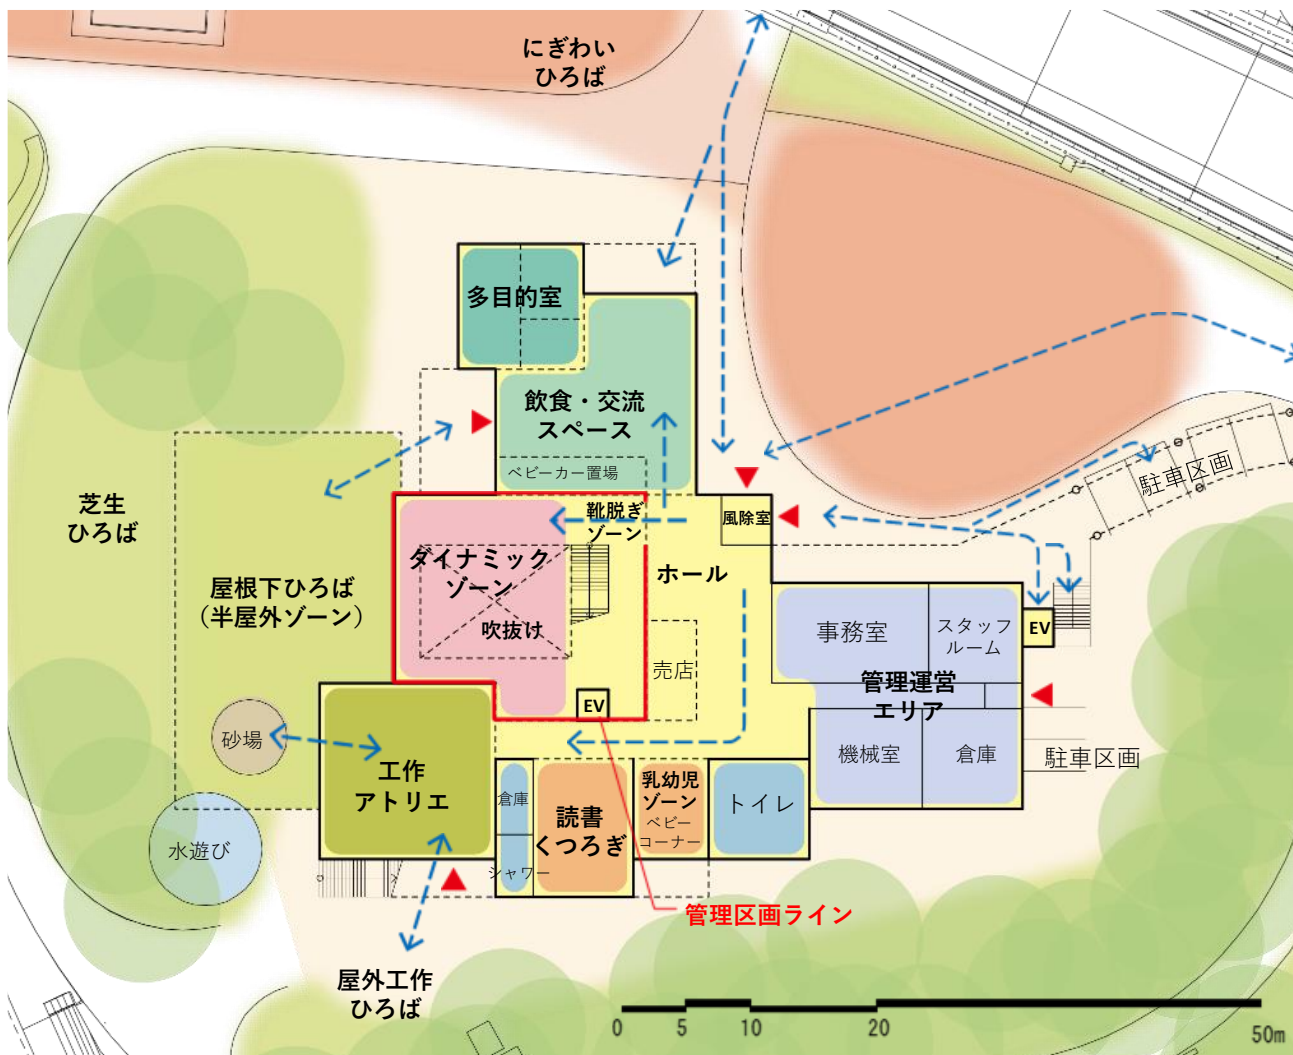 にぎわい
ひろば
多目的室
飲食・交流
スペース
ベビーカー置場
駐車区画
芝生
ひろば
靴脱ぎ
ゾーン
風除室
ダイナミック
ゾーン
ホール
屋根下ひろば
（半屋外ゾーン）
吹抜け
事務室
スタッフ
ルーム
EV
売店
管理運営
エリア
EV
砂場
機械室
倉庫
駐車区画
工作
アトリエ
倉庫
読書
くつろぎ
乳幼児
ゾーン
ベビー
コーナー
トイレ
水遊び
シャワー
管理区画ライン
屋外工作
ひろば
0
5
10
20
50m